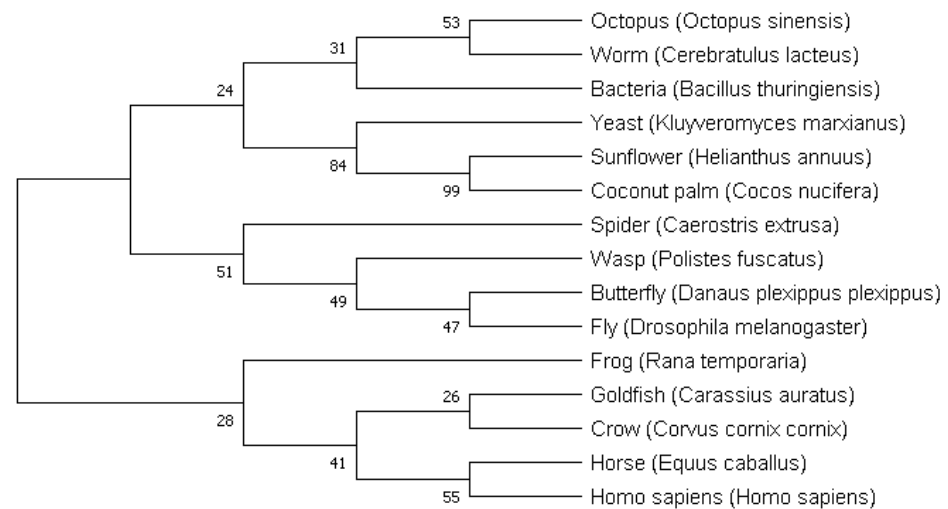 53
Octopus (Octopus sinensis)
31
Worm (Cerebratulus lacteus)
24
Bacteria (Bacillus thuringiensis)
Yeast (Kluyveromyces marxianus)
84
Sunflower (Helianthus annuus)
99
Coconut palm (Cocos nucifera)
Spider (Caerostris extrusa)
51
Wasp (Polistes fuscatus)
49
Butterfly (Danaus plexippus plexippus)
47
Fly (Drosophila melanogaster)
Frog (Rana temporaria)
26
Goldfish (Carassius auratus)
28
Crow (Corvus cornix cornix)
41
Horse (Equus caballus)
55
Homo sapiens (Homo sapiens)